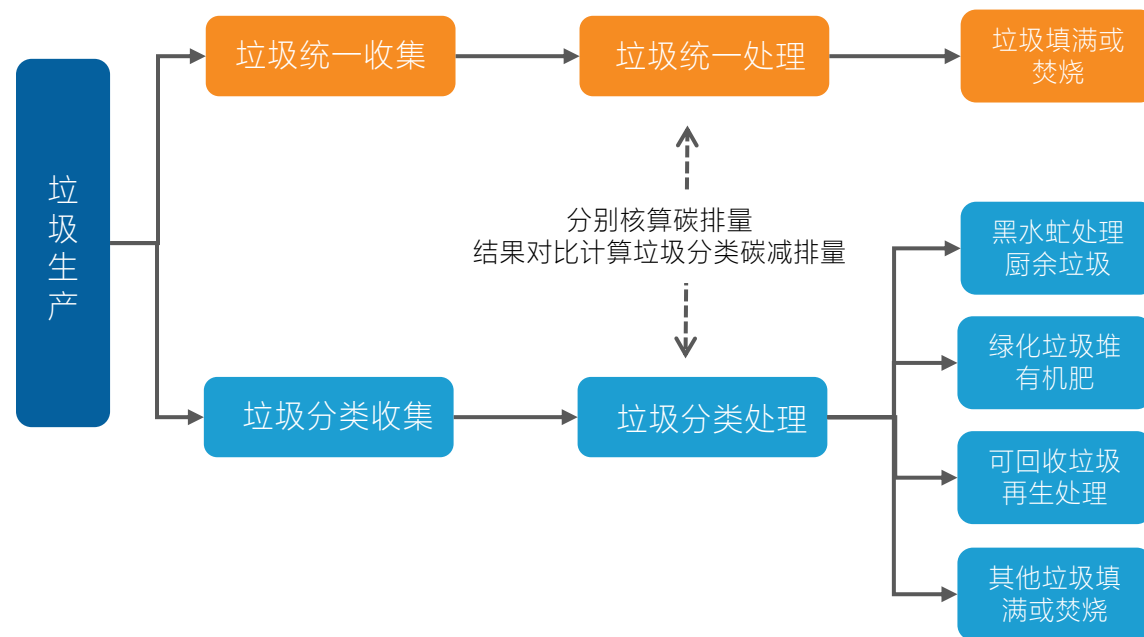 垃圾生产
垃圾统一收集
垃圾统一处理
垃圾填满或
焚烧
分别核算碳排量
结果对比计算垃圾分类碳减排量
垃圾分类收集
垃圾分类处理
黑水虻处理
厨余垃圾
绿化垃圾堆
有机肥
可回收垃圾
再生处理
其他垃圾填
满或焚烧